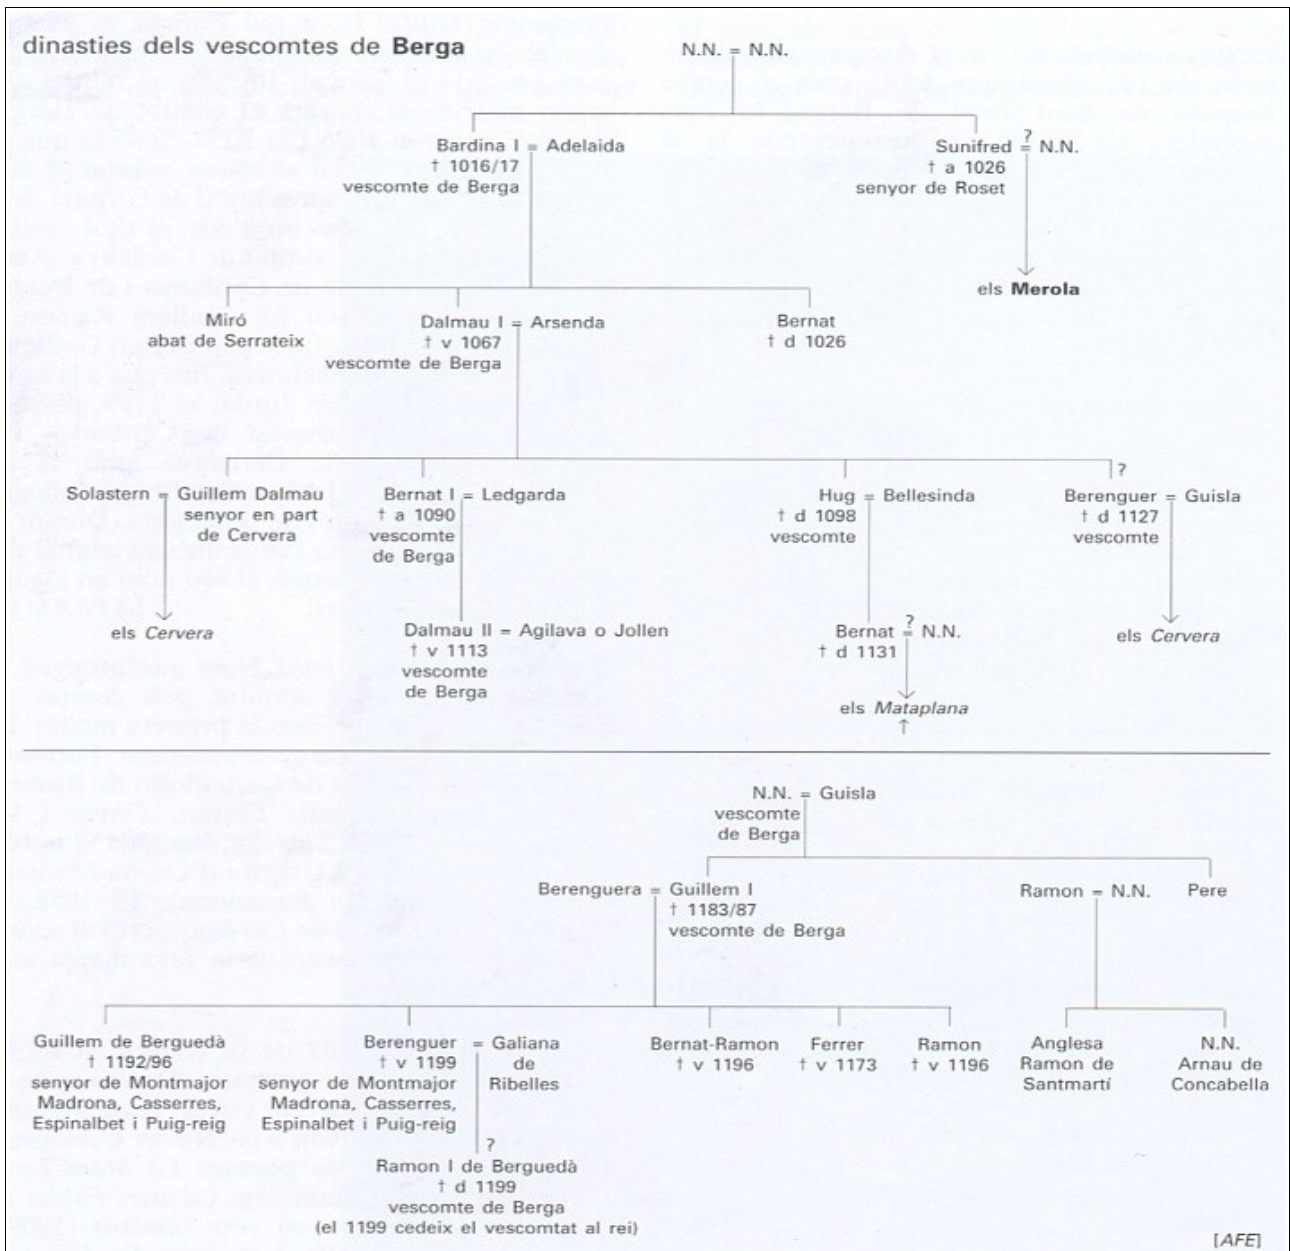 dinasties dels vescomtes de Berga
N.N. = N.N.
Bardina I = Adelaida
† 1016/17
vescomte de Berga
?
Sunifred = N.N.
† a 1026
senyor de Roset
els Merola
Miró
abat de Serrateix
Dalmau I = Arsenda
† v 1067
vescomte de Berga
Bernat
† d 1026
Solastern = Guillem Dalmau
senyor en part
de Cervera
els Cervera
Bernat I = Ledgarda
† a 1090
vescomte
de Berga
Hug = Bellesinda
† d 1098
vescomte
?
Berenguer = Guisla
† d 1127
vescomte
els Cervera
Dalmau II = Agilava o Jollen
† v 1113
vescomte
de Berga
?
Bernat = N.N.
† d 1131
els Mataplana
N.N. = Guisla
vescomte
de Berga
Berenguera = Guillem I
† 1183/87
vescomte de Berga
Ramon = N.N.
Pere
Guillem de Berguedà
† 1192/96
senyor de Montmajor
Madrona, Casserres,
Espinalbet i Puig-reig
Berenguer = Galiana
† v 1199 de
senyor de Montmajor Ribelles
Madrona, Casserres,
Espinalbet i Puig-reig
Bernat-Ramon
† v 1196
Ferrer
† v 1173
Ramon
† v 1196
Anglesa
Ramon de
Santmartí
N.N.
Arnau de
Concabella
?
Ramon I de Berguedà
† d 1199
vescomte de Berga
(el 1199 cedeix el vescomtat al rei)
[AFE]